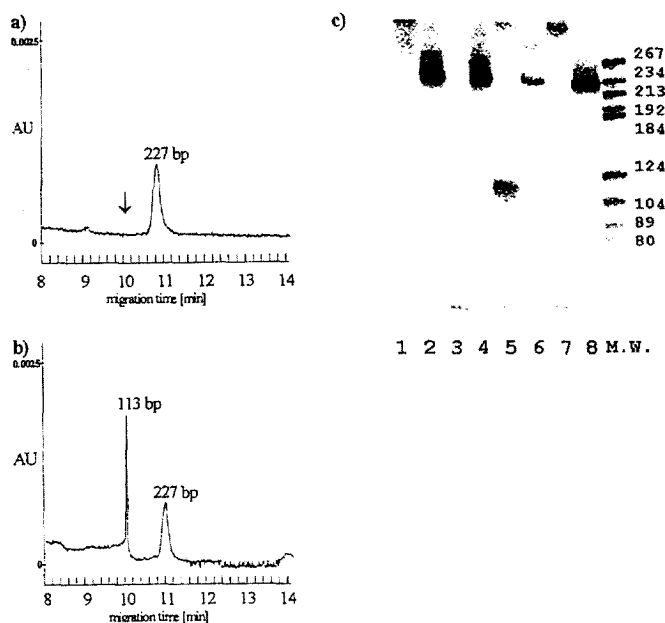 a)
0.0025
AU
227 bp
0
8 9 10 11 12 13 14
migration time [min]
b)
0.0025
AU
113 bp
227 bp
0
8 9 10 11 12 13 14
migration time [min]
c)
267
234
213
192
184
124
104
89
80
1 2 3 4 5 6 7 8 M.W.